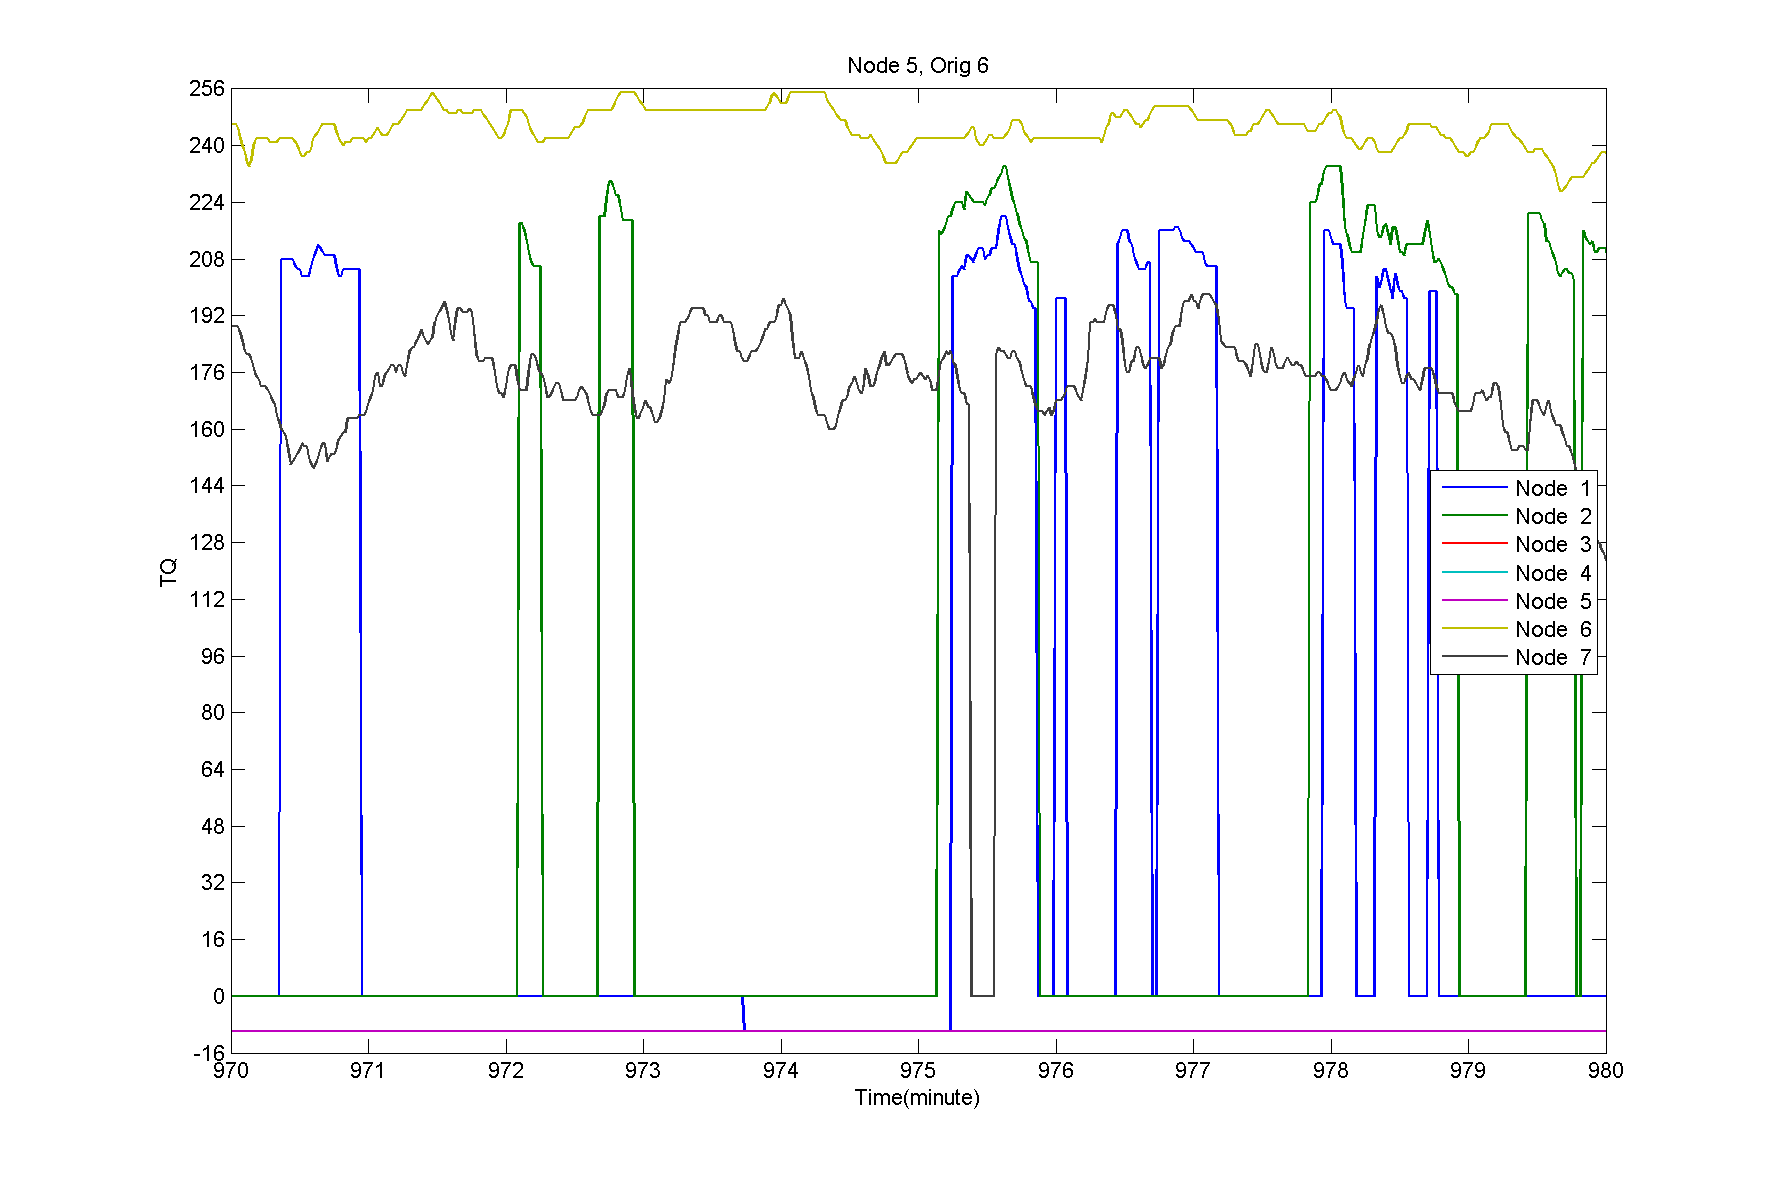 Node 5, Orig 6
256
240
224
208
192
176
160
144
128
112
96
80
64
48
32
16
0
-16
TQ
Node 1
Node 2
Node 3
Node 4
Node 5
Node 6
Node 7
970 971 972 973 974 975 976 977 978 979 980
Time(minute)